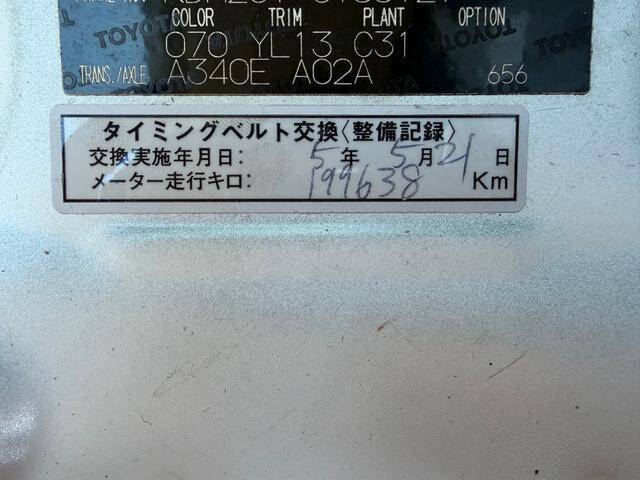 COLOR TRIM PLANT OPTION
070 YL13 C31
TRANS./AXLE A340E A02A 656
タイミングベルト交換〈整備記録〉
交換実施年月日: 5年 5月 21日
メーター走行キロ: 199638 Km